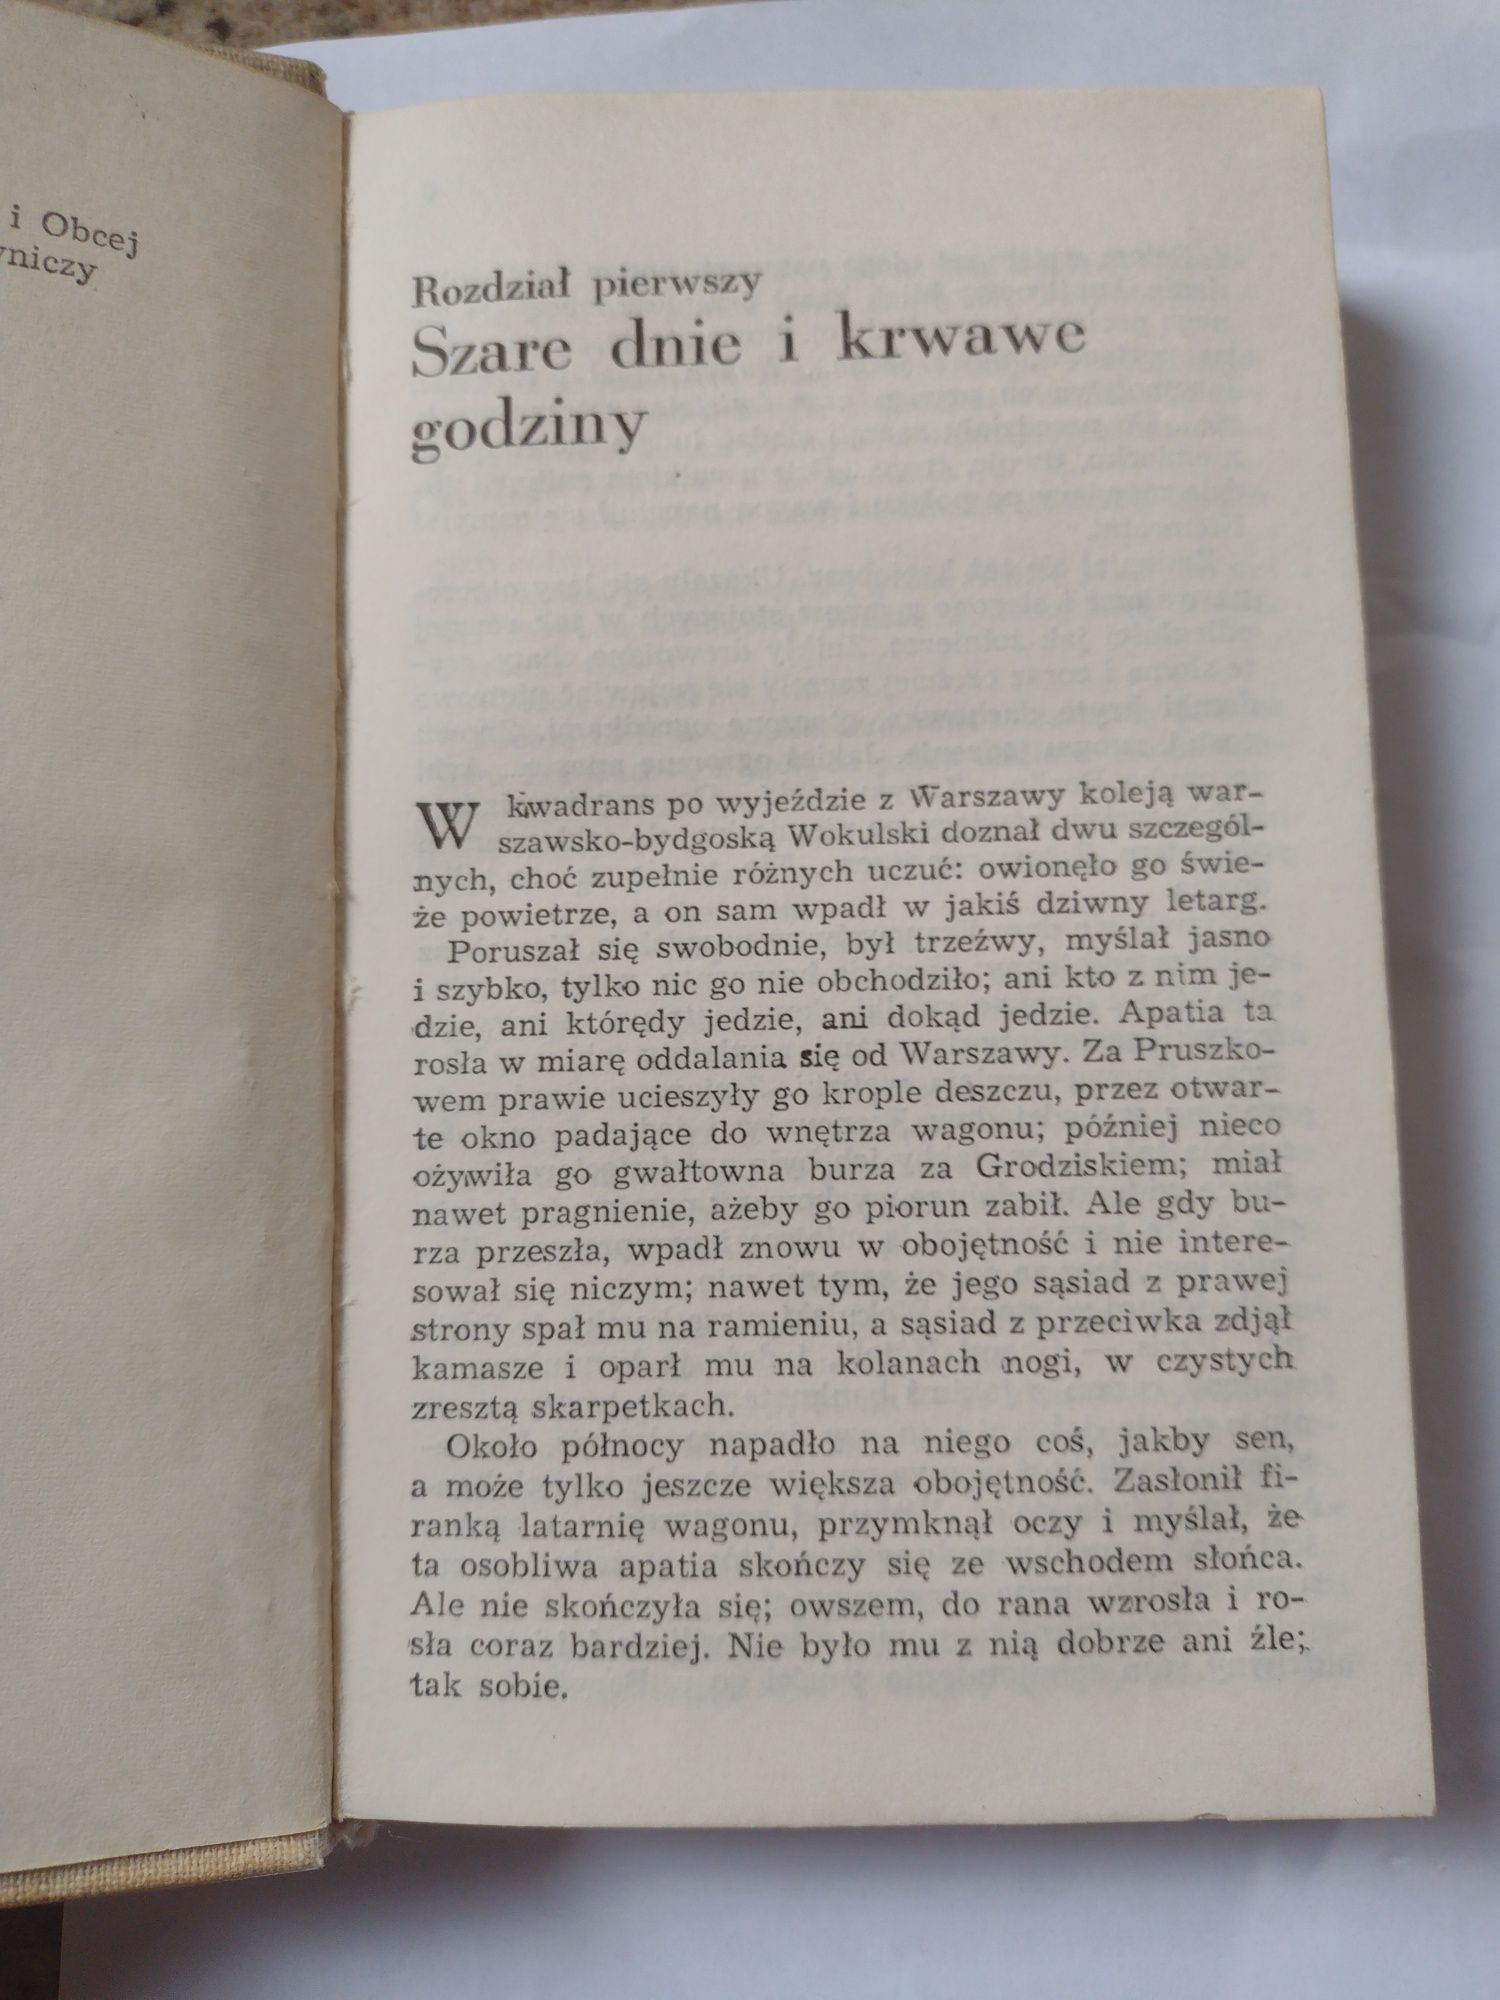 i Obcej
Rozdział pierwszy
Szare dnie i krwawe
godziny
W kwadrans po wyjeździe z Warszawy koleją war-
szawsko-bydgoską Wokulski doznał dwu szczegól-
nych, choć zupełnie różnych uczuć: owionęło go świe-
że powietrze, a on sam wpadł w jakiś dziwny letarg.
Poruszał się swobodnie, był trzeźwy, myślał jasno
i szybko, tylko nic go nie obchodziło; ani kto z nim je-
dzie, ani którędy jedzie, ani dokąd jedzie. Apatia ta
rosła w miarę oddalania się od Warszawy. Za Pruszko-
wem prawie ucieszyły go krople deszczu, przez otwar-
te okno padające do wnętrza wagonu; później nieco
ożywiła go gwałtowna burza za Grodziskiem; miał
nawet pragnienie, ażeby go piorun zabił. Ale gdy bu-
rza przeszła, wpadł znowu w obojętność i nie intere-
sował się niczym; nawet tym, że jego sąsiad z prawej
strony spał mu na ramieniu, a sąsiad z przeciwka zdjął
kamasze i oparł mu na kolanach nogi, w czystych
zresztą skarpetkach.
Około północy napadło na niego coś, jakby sen,
a może tylko jeszcze większa obojętność. Zasłonił fi-
ranką latarnię wagonu, przymknął oczy i myślał, że
ta osobliwa apatia skończy się ze wschodem słońca.
Ale nie skończyła się; owszem, do rana wzrosła i ro-
sła coraz bardziej. Nie było mu z nią dobrze ani źle;
tak sobie.